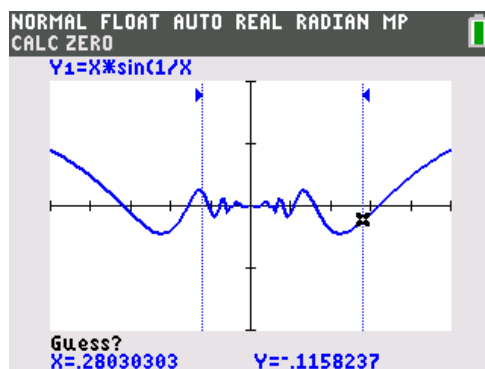 NORMAL FLOAT AUTO REAL RADIAN MP
CALC ZERO
Y₁=X*sin(1/X
Guess?
X=.28030303 Y=-.1158237